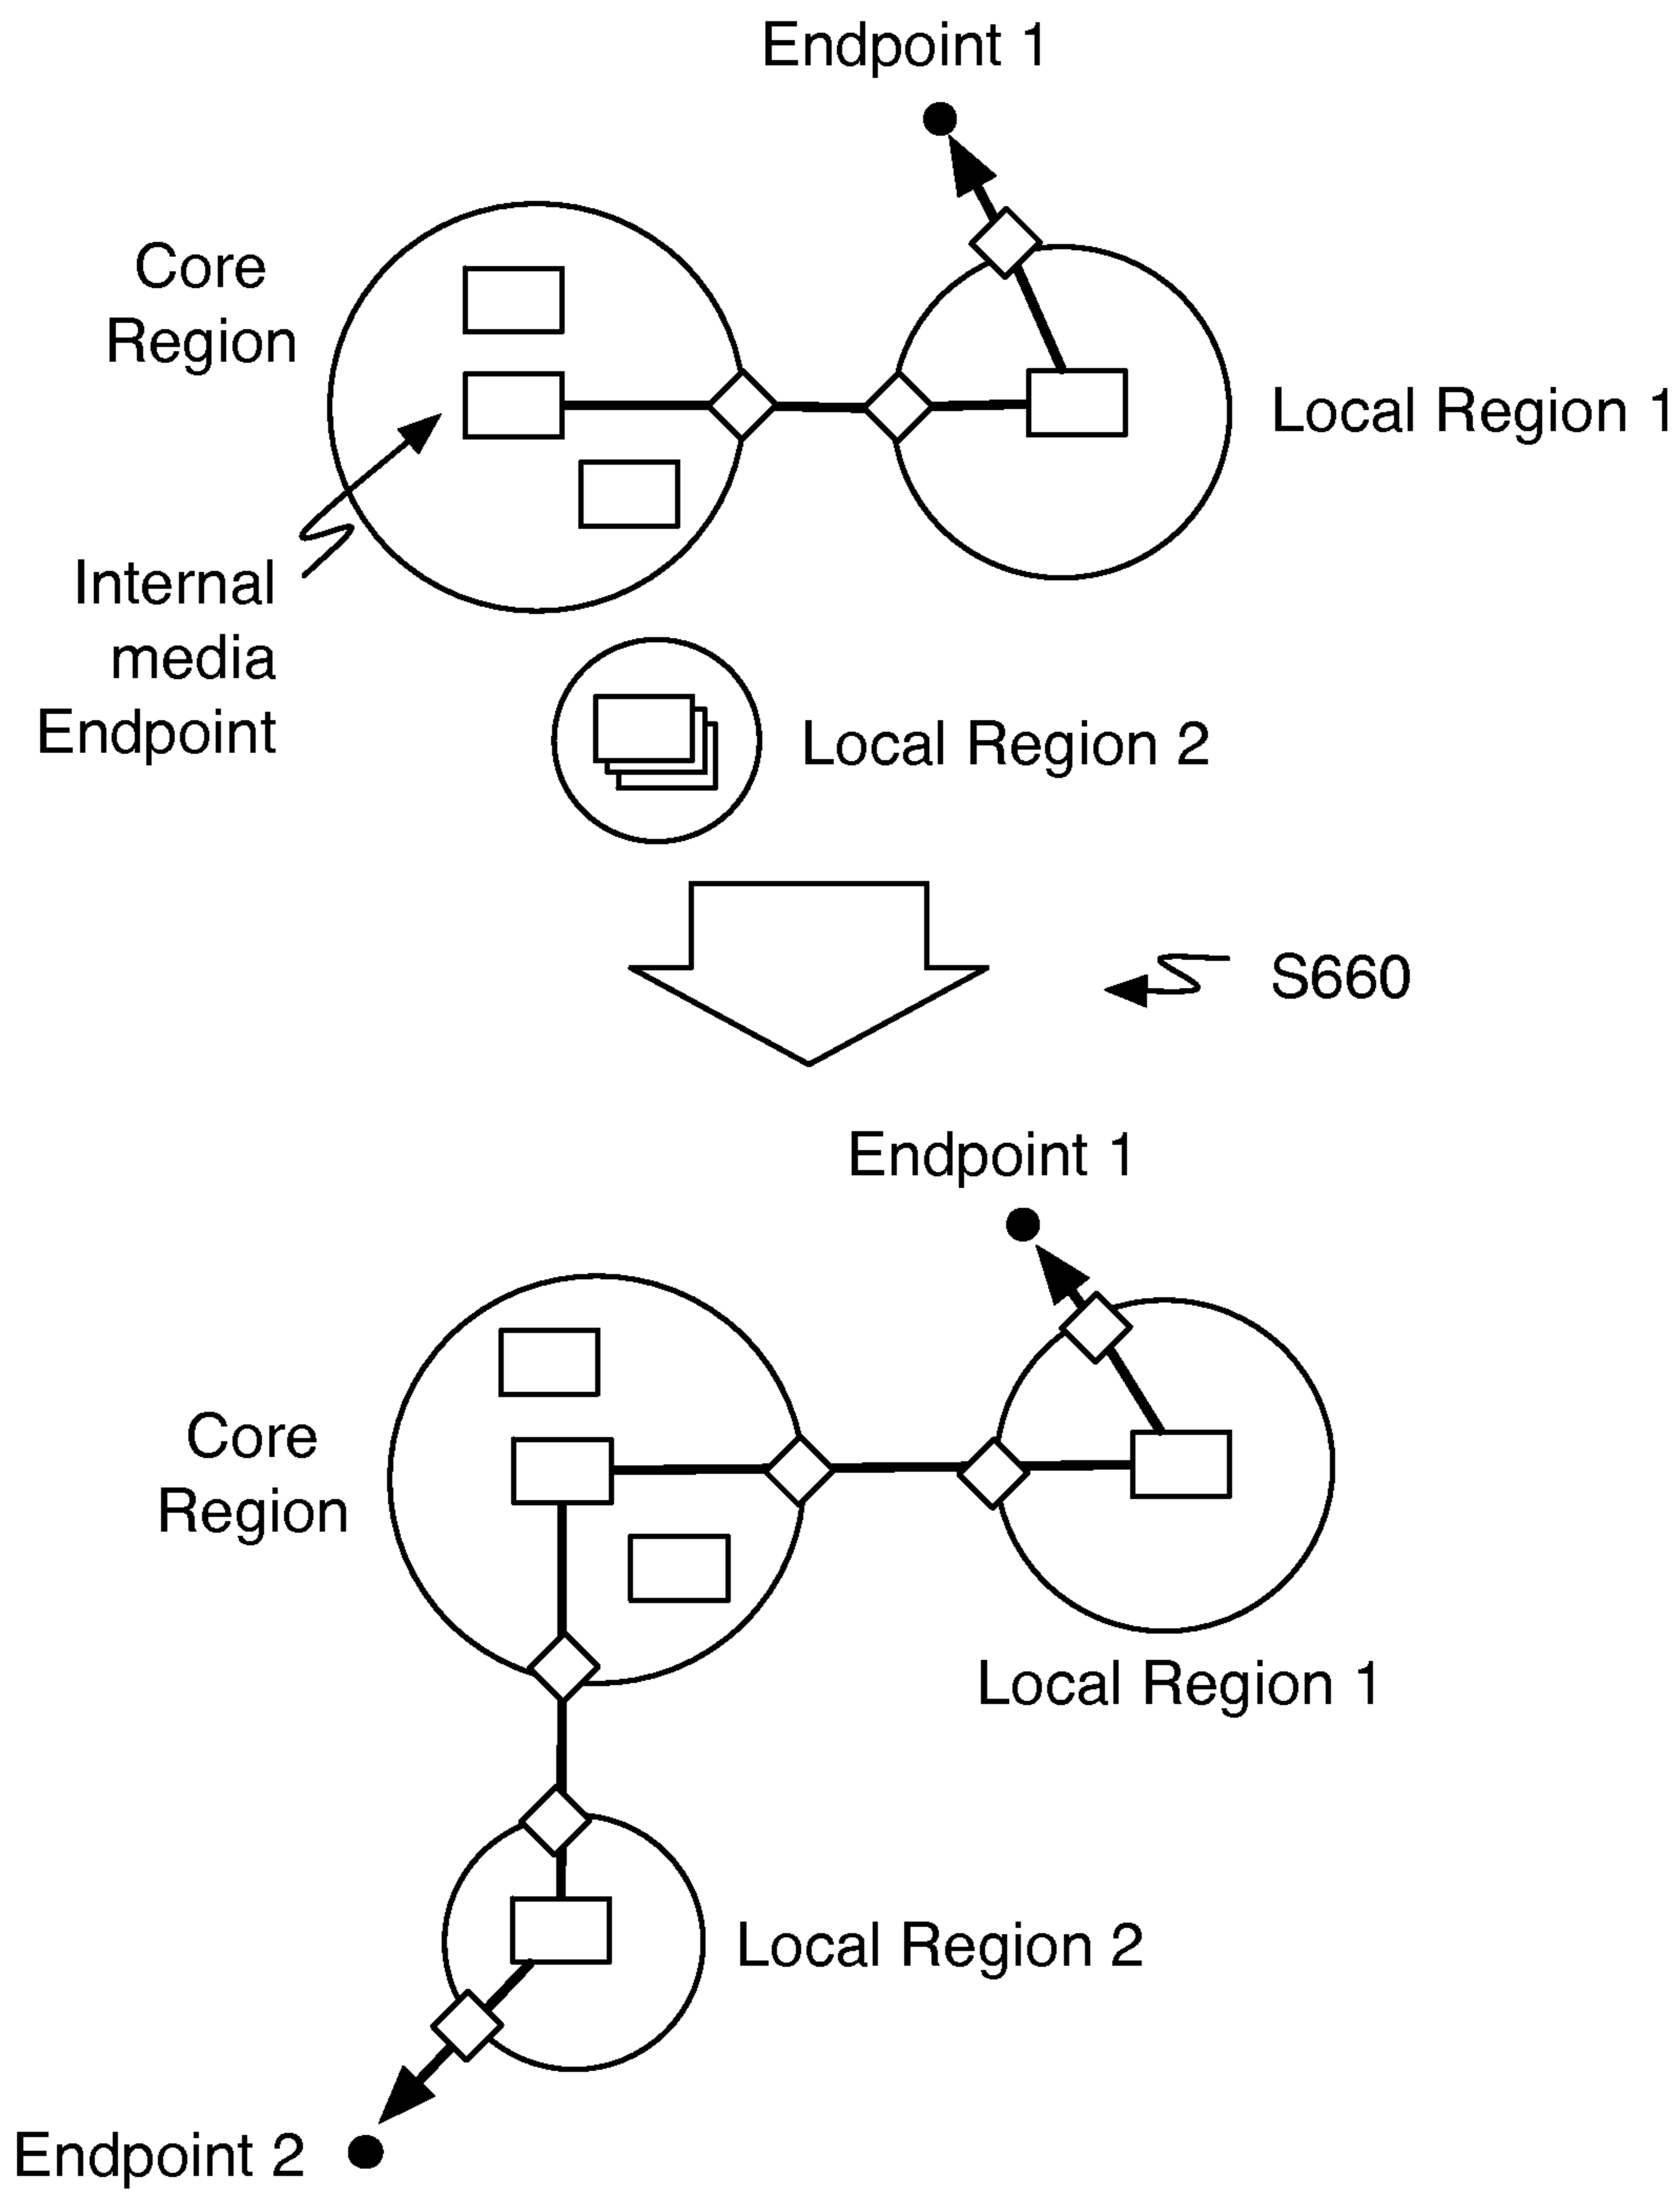 Endpoint 1
Core
Region
Local Region 1
Internal
media
Endpoint
Local Region 2
S660
Endpoint 1
Core
Region
Local Region 1
Local Region 2
Endpoint 2